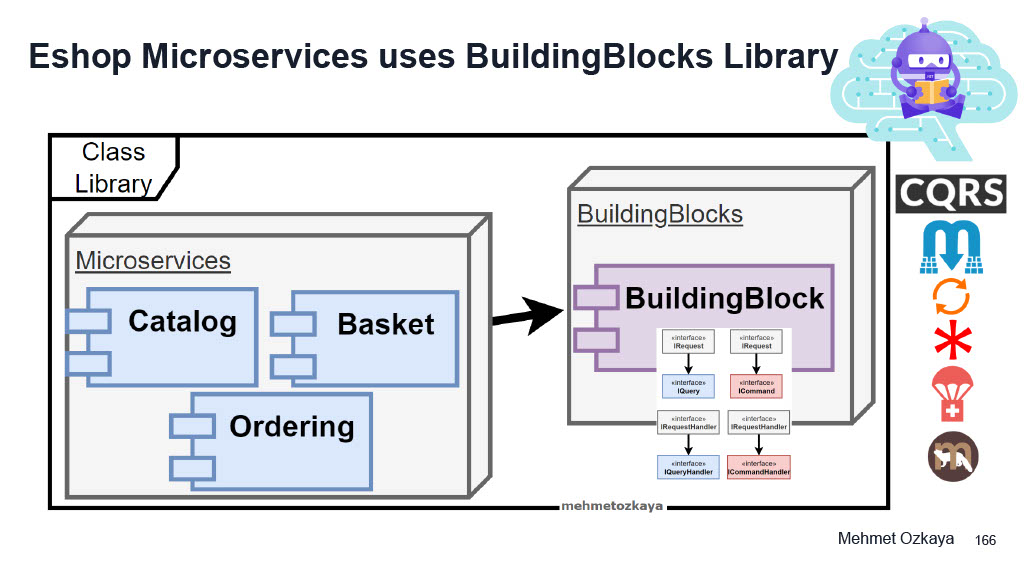 Eshop Microservices uses BuildingBlocks Library
Class
Library
Microservices
Catalog
Basket
Ordering
BuildingBlocks
BuildingBlock
«interface»
IRequest
«interface»
IRequest
«interface»
IQuery
«interface»
ICommand
«interface»
IRequestHandler
«interface»
IRequestHandler
«interface»
IQueryHandler
«interface»
ICommandHandler
mehmetozkaya
.NET
CQRS
m
Mehmet Ozkaya
166